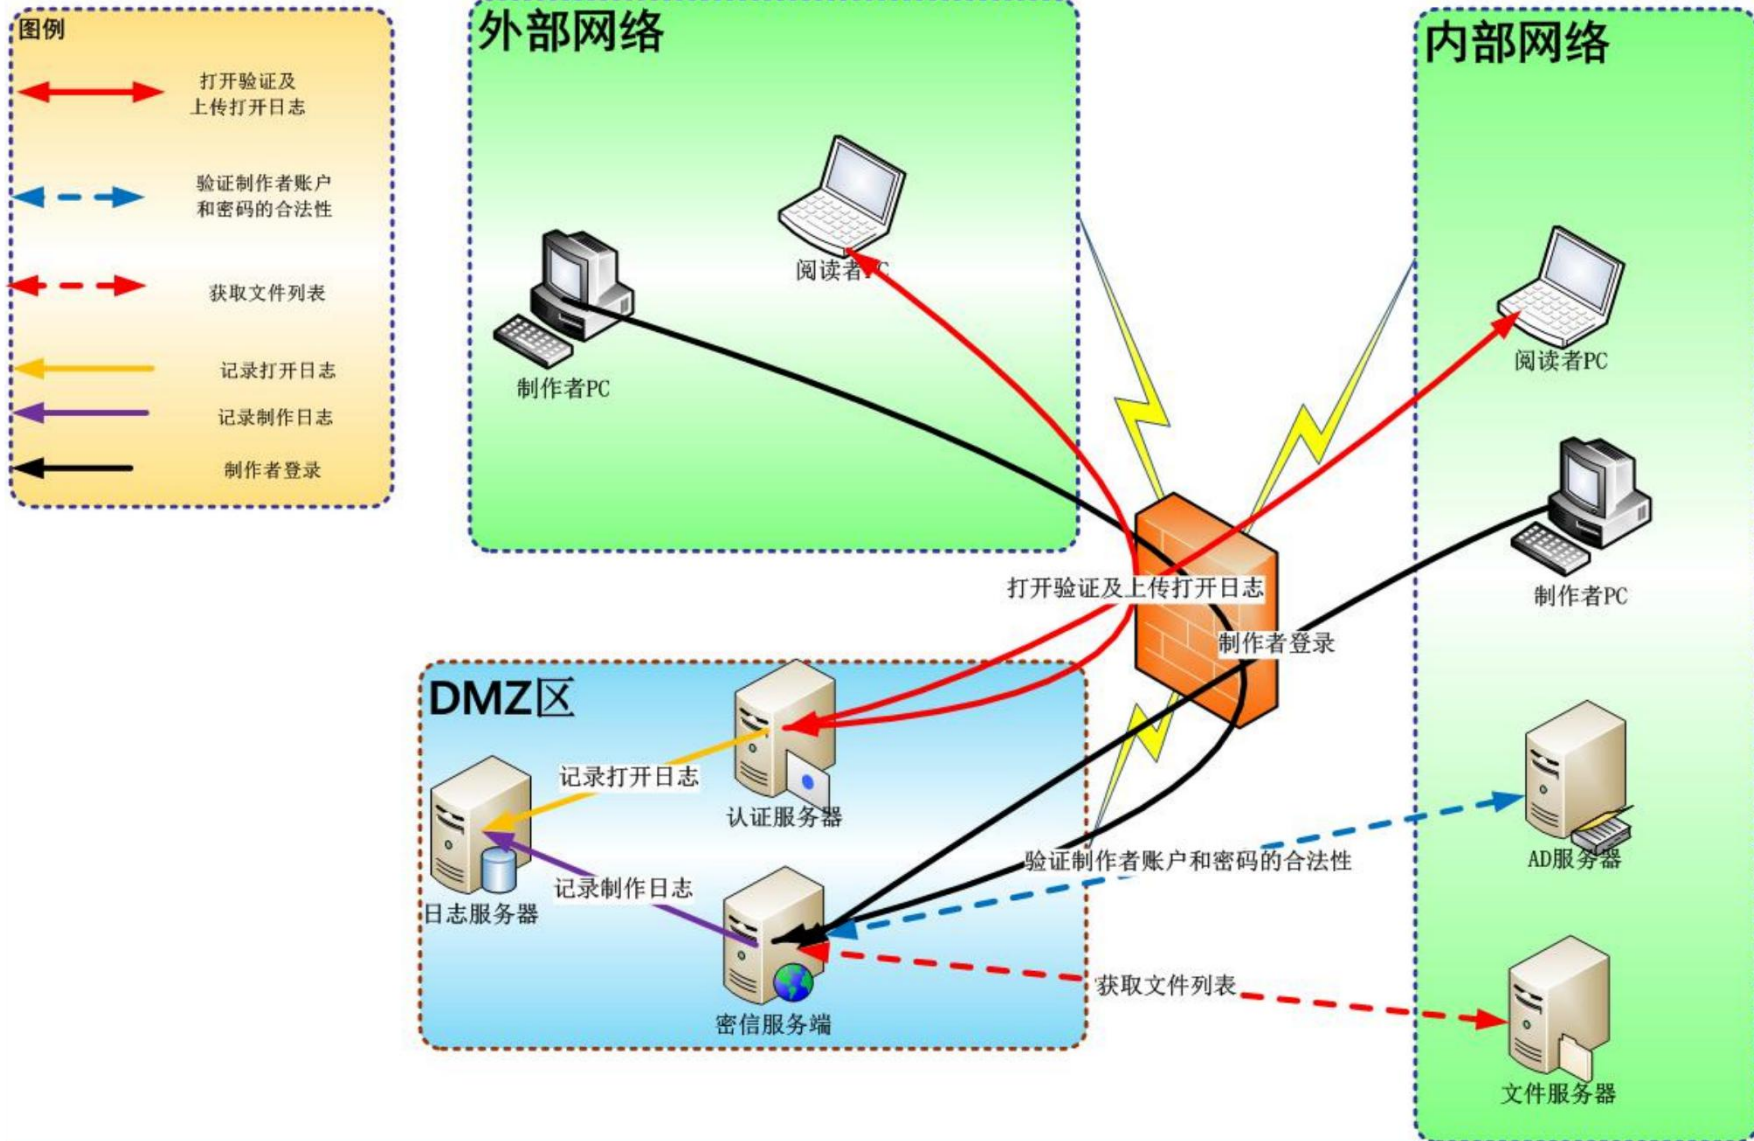 图例
打开验证及
上传打开日志
验证制作者账户
和密码的合法性
获取文件列表
记录打开日志
记录制作日志
制作者登录
外部网络
阅读者PC
制作者PC
内部网络
阅读者PC
制作者PC
打开验证及上传打开日志
制作者登录
DMZ区
记录打开日志
认证服务器
验证制作者账户和密码的合法性
AD服务器
记录制作日志
日志服务器
获取文件列表
密信服务端
文件服务器